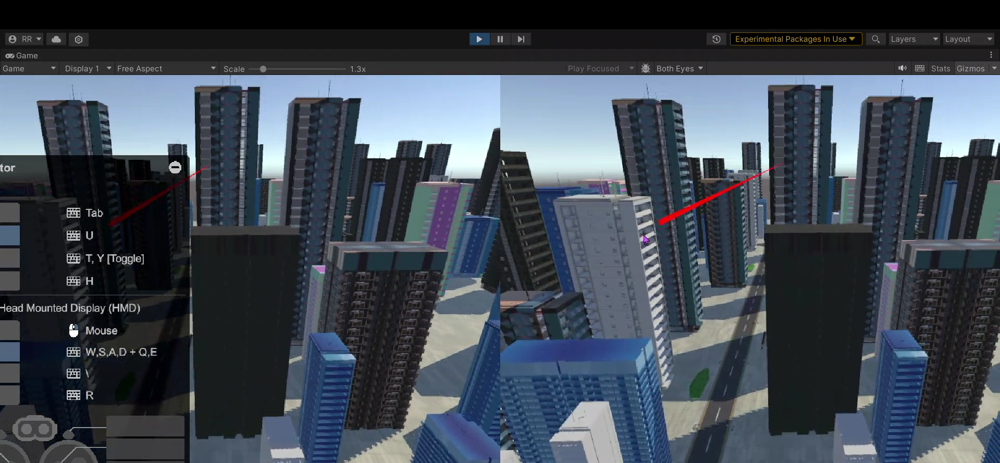 RR
Experimental Packages In Use
Layers
Layout
Game
Game
Display 1
Free Aspect
Scale
1.3x
Play Focused
Both Eyes
Stats
Gizmos
tor
Tab
U
T, Y [Toggle]
H
Head Mounted Display (HMD)
Mouse
W,S,A,D + Q,E
\
R